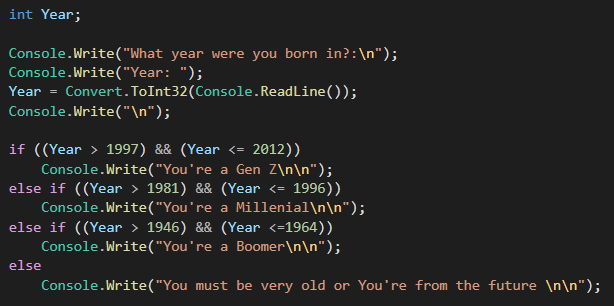 int Year;
Console.Write("What year were you born in?:\n");
Console.Write("Year: ");
Year = Convert.ToInt32(Console.ReadLine());
Console.Write("\n");
if ((Year > 1997) && (Year <= 2012))
Console.Write("You're a Gen Z\n\n");
else if ((Year > 1981) && (Year <= 1996))
Console.Write("You're a Millenial\n\n");
else if ((Year > 1946) && (Year <=1964))
Console.Write("You're a Boomer\n\n");
else
Console.Write("You must be very old or You're from the future \n\n");